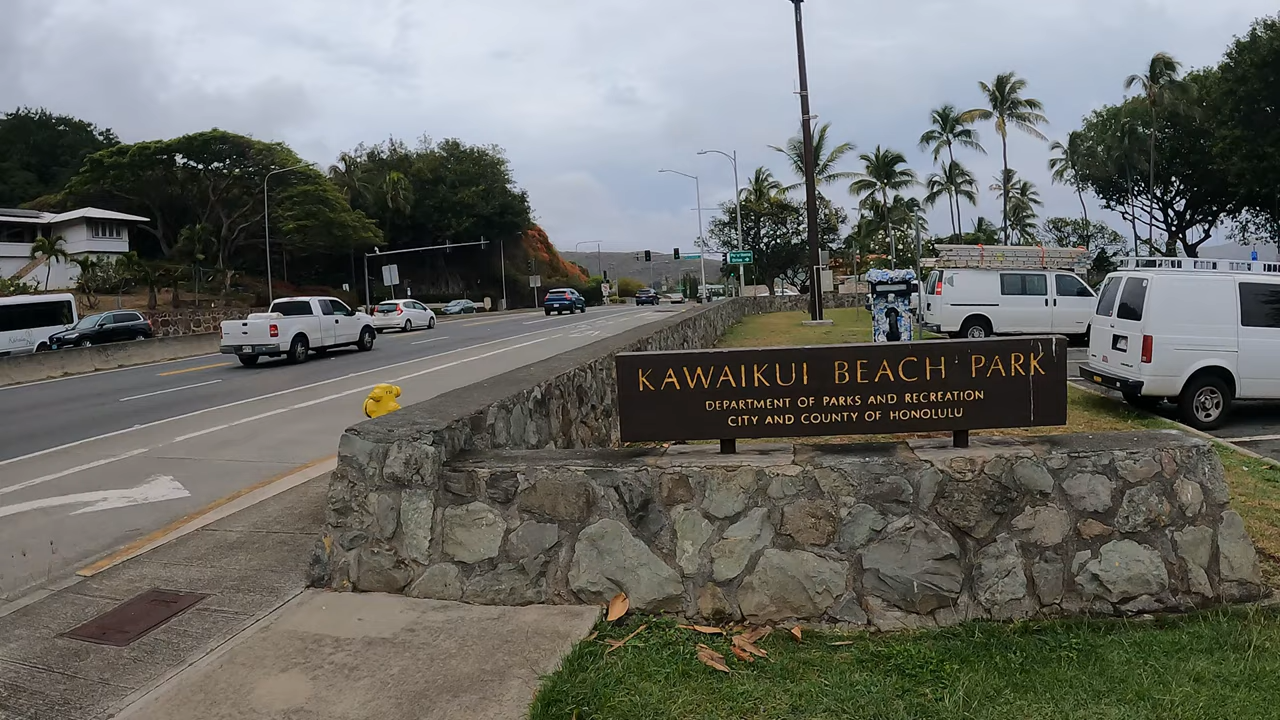 KAWAIKUI BEACH PARK
DEPARTMENT OF PARKS AND RECREATION
CITY AND COUNTY OF HONOLULU